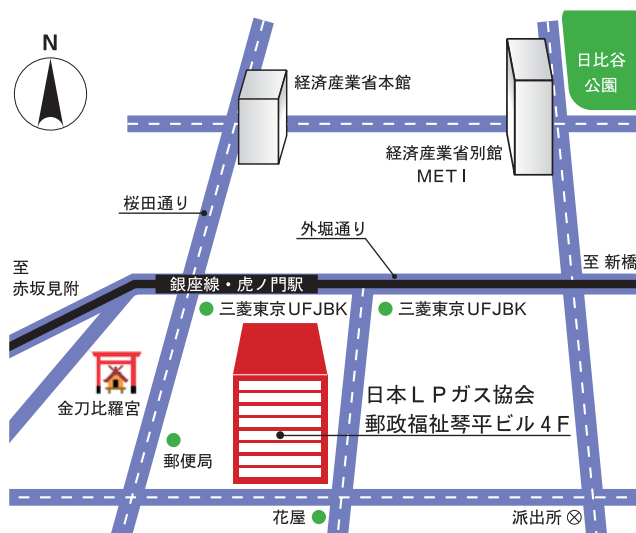 N
経済産業省本館
日比谷
公園
経済産業省別館
METI
桜田通り
外堀通り
至
赤坂見附
至 新橋
銀座線・虎ノ門駅
三菱東京UFJBK
三菱東京UFJBK
金刀比羅宮
日本LPガス協会
郵政福祉琴平ビル4F
郵便局
花屋
派出所